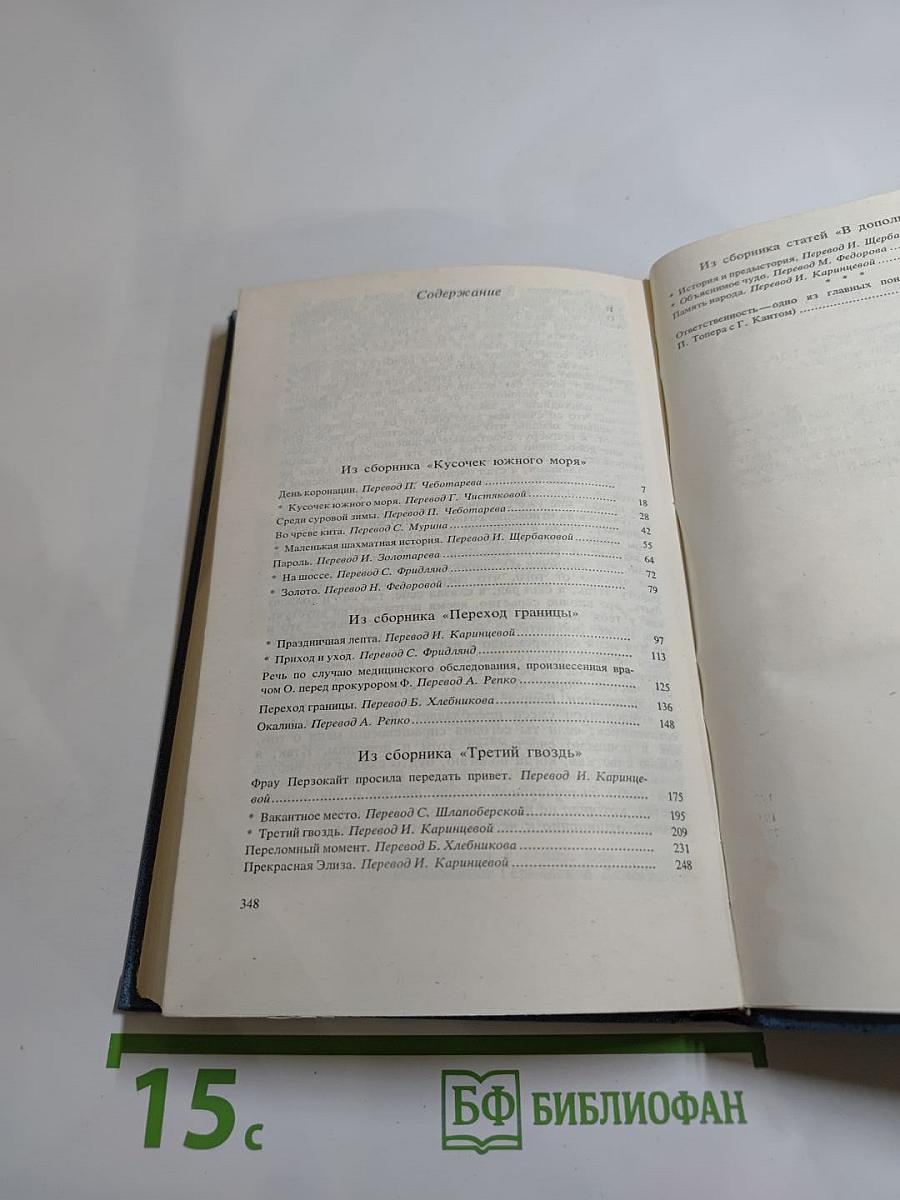 Содержание
Из сборника «Кусочек южного моря»
День коронации. Перевод П. Чеботарева 7
* Кусочек южного моря. Перевод Г. Чистяковой 18
Среди суровой зимы. Перевод П. Чеботарева 28
Во чреве кита. Перевод С. Мурина 42
* Маленькая шахматная история. Перевод И. Щербаковой 55
Пароль. Перевод И. Золотарева 64
* На шоссе. Перевод С. Фридлянд 72
* Золото. Перевод Н. Федоровой 79
Из сборника «Переход границы»
* Праздничная лепта. Перевод И. Каринцевой 97
* Приход и уход. Перевод С. Фридлянд 113
Речь по случаю медицинского обследования, произнесенная вра-
чом О. перед прокурором Ф. Перевод А. Репко 125
Переход границы. Перевод Б. Хлебникова 136
Окалина. Перевод А. Репко 148
Из сборника «Третий гвоздь»
Фрау Перзокайт просила передать привет. Перевод И. Каринце-
вой 175
* Вакантное место. Перевод С. Шлапоберской 195
* Третий гвоздь. Перевод И. Каринцевой 209
Переломный момент. Перевод Б. Хлебникова 231
Прекрасная Элиза. Перевод И. Каринцевой 248
348
Из сборника статей «В допол
* История и предыстория. Перевод И. Щерба
* Объяснимое чудо. Перевод М. Федорова
Память народа. Перевод И. Каринцевой
* * *
Ответственность—одно из главных пон
П. Топера с Г. Кантом)
15 с
БФ БИБЛИОФАН